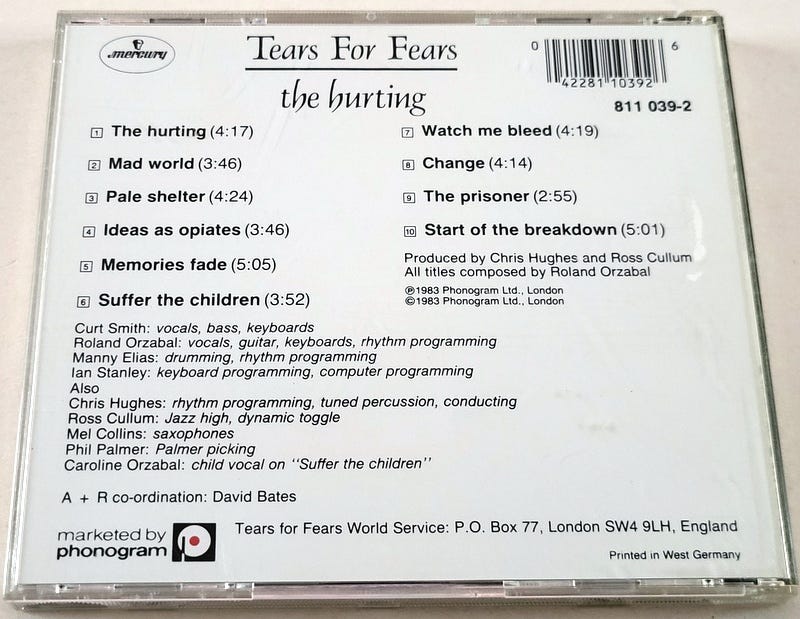 mercury
Tears For Fears
the hurting
0 42281 10392 6
811 039-2
1 The hurting (4:17)
2 Mad world (3:46)
3 Pale shelter (4:24)
4 Ideas as opiates (3:46)
5 Memories fade (5:05)
6 Suffer the children (3:52)
7 Watch me bleed (4:19)
8 Change (4:14)
9 The prisoner (2:55)
10 Start of the breakdown (5:01)
Produced by Chris Hughes and Ross Cullum
All titles composed by Roland Orzabal
℗1983 Phonogram Ltd., London
©1983 Phonogram Ltd., London
Curt Smith: vocals, bass, keyboards
Roland Orzabal: vocals, guitar, keyboards, rhythm programming
Manny Elias: drumming, rhythm programming
Ian Stanley: keyboard programming, computer programming
Also
Chris Hughes: rhythm programming, tuned percussion, conducting
Ross Cullum: Jazz high, dynamic toggle
Mel Collins: saxophones
Phil Palmer: Palmer picking
Caroline Orzabal: child vocal on "Suffer the children"
A + R co-ordination: David Bates
marketed by
phonogram
Tears for Fears World Service: P.O. Box 77, London SW4 9LH, England
Printed in West Germany